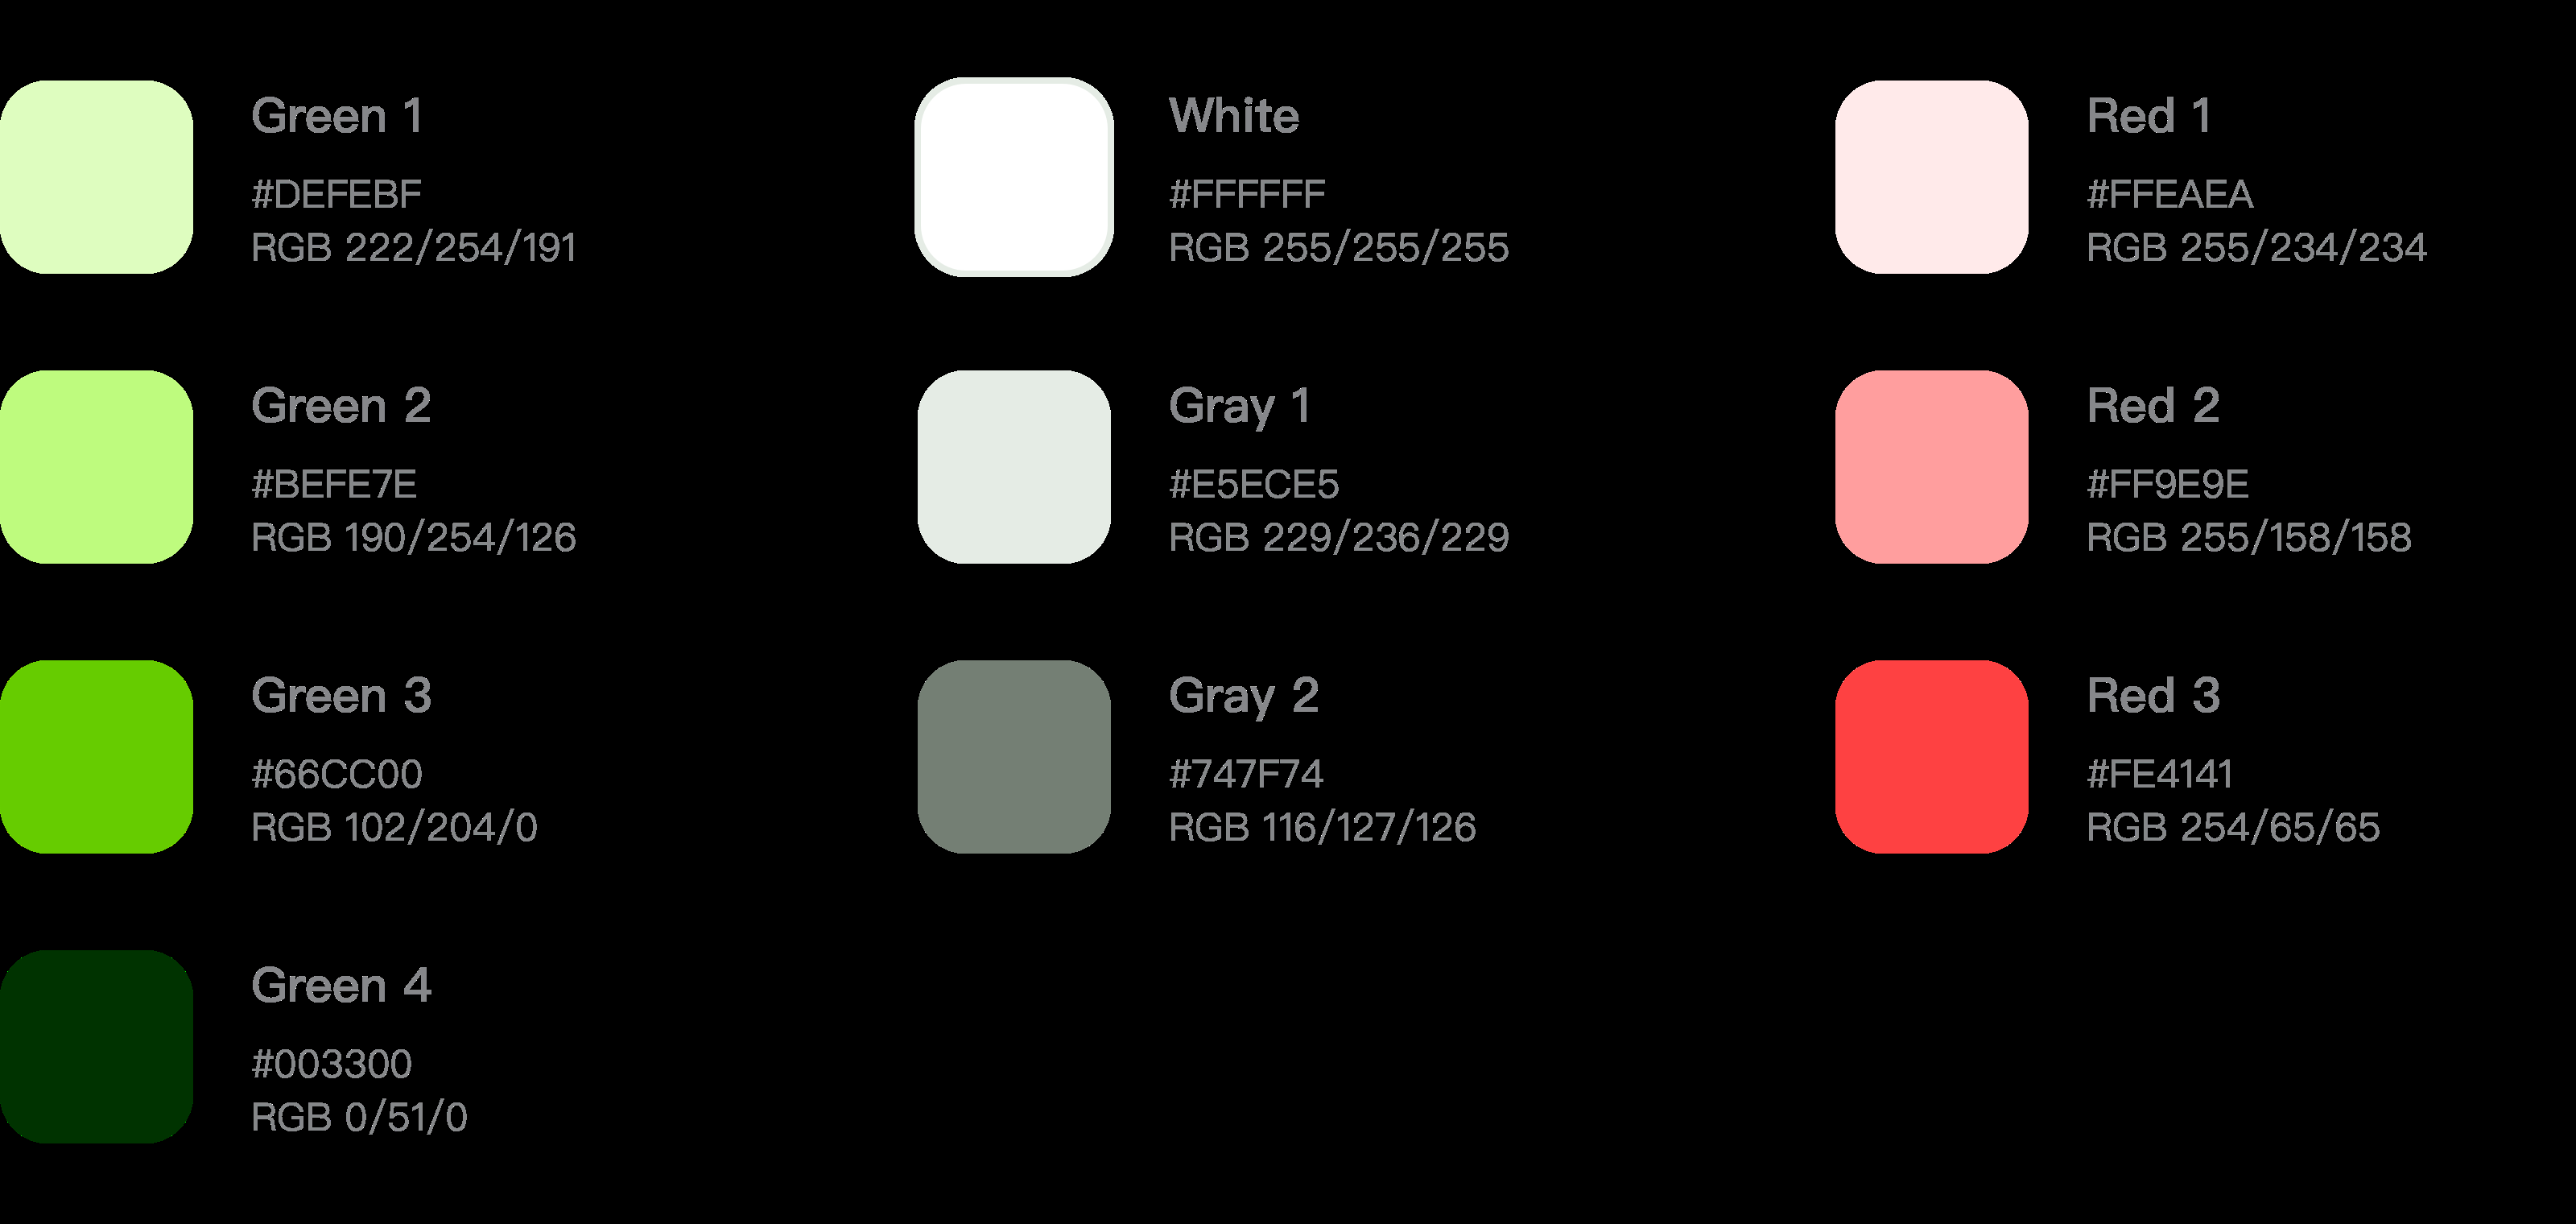 Green 1
#DEFEBF
RGB 222/254/191
Green 2
#BEFE7E
RGB 190/254/126
Green 3
#66CC00
RGB 102/204/0
Green 4
#003300
RGB 0/51/0
White
#FFFFFF
RGB 255/255/255
Gray 1
#E5ECE5
RGB 229/236/229
Gray 2
#747F74
RGB 116/127/126
Red 1
#FFEAEA
RGB 255/234/234
Red 2
#FF9E9E
RGB 255/158/158
Red 3
#FE4141
RGB 254/65/65